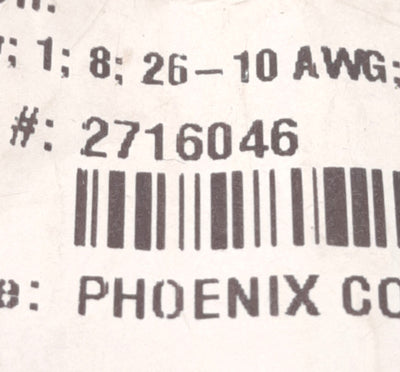 ; 1; 8; 26-10 AWG;
#: 2716046
e: PHOENIX CO